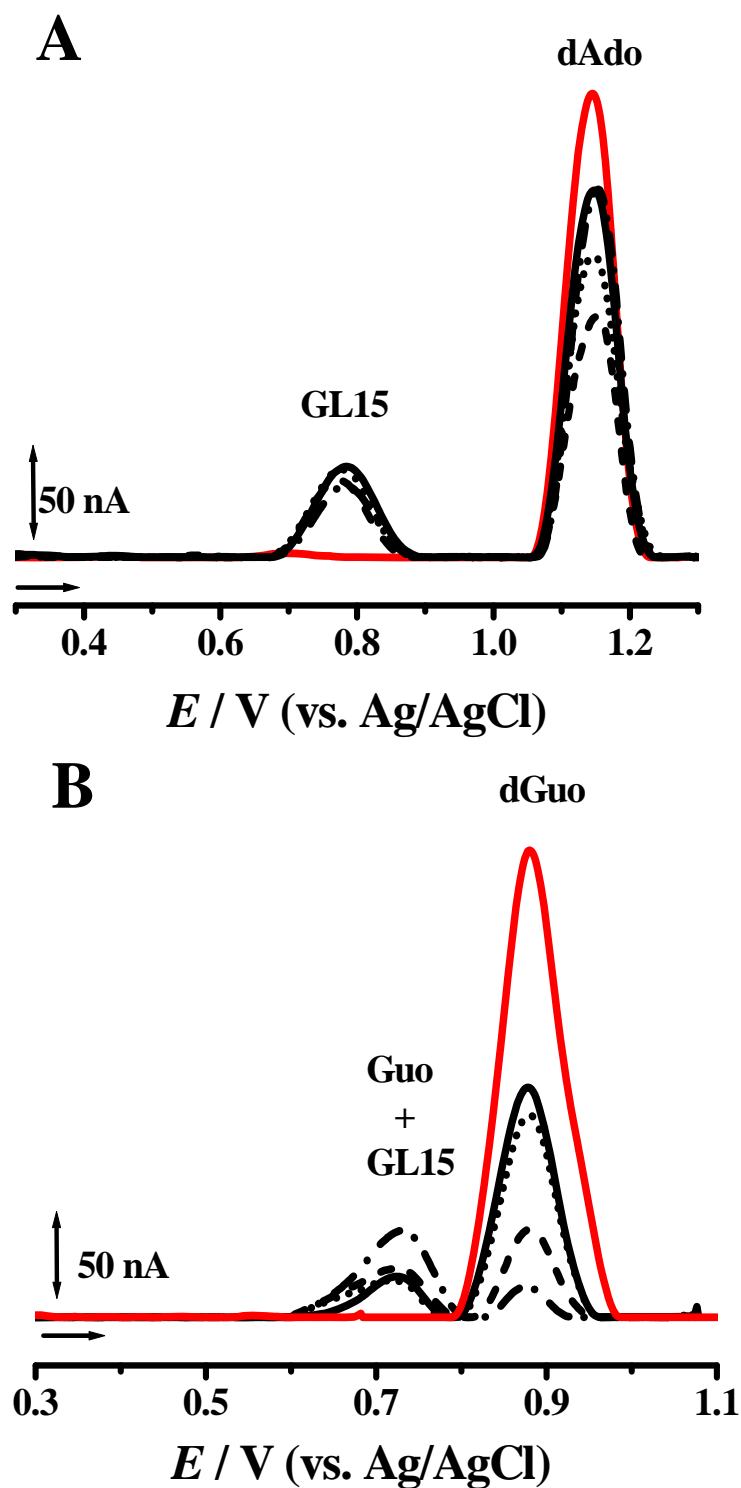 A
dAdo
GL15
50 nA
0.4 0.6 0.8 1.0 1.2
E / V (vs. Ag/AgCl)
B
dGuo
Guo
+
GL15
50 nA
0.3 0.5 0.7 0.9 1.1
E / V (vs. Ag/AgCl)